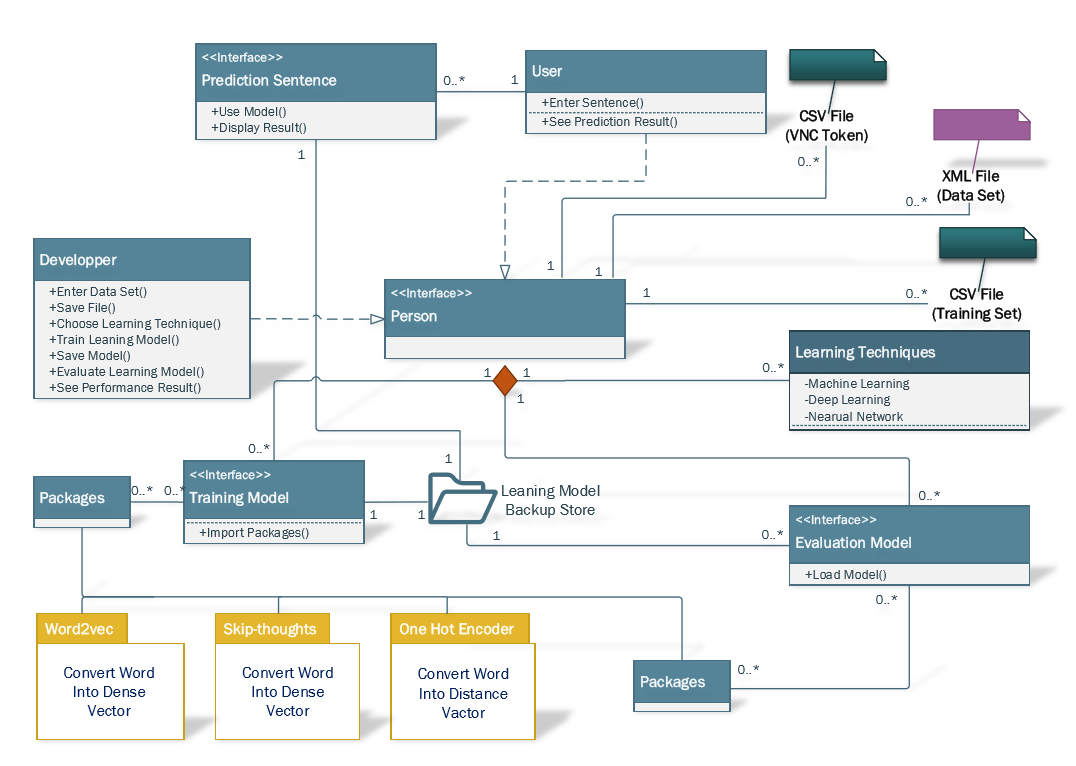 <<Interface>>
Prediction Sentence
+Use Model()
+Display Result()
0..*
1
User
+Enter Sentence()
+See Prediction Result()
CSV File
(VNC Token)
0..*
XML File
(Data Set)
0..*
1
Developper
+Enter Data Set()
+Save File()
+Choose Learning Technique()
+Train Leaning Model()
+Save Model()
+Evaluate Learning Model()
+See Performance Result()
1
1
<<Interface>>
Person
1
0..*
CSV File
(Training Set)
1
1
1
0..*
Learning Techniques
-Machine Learning
-Deep Learning
-Nearual Network
0..*
1
Packages
0..*
0..*
<<Interface>>
Training Model
+Import Packages()
1
1
Leaning Model
Backup Store
1
0..*
0..*
<<Interface>>
Evaluation Model
+Load Model()
0..*
Word2vec
Convert Word
Into Dense
Vector
Skip-thoughts
Convert Word
Into Dense
Vector
One Hot Encoder
Convert Word
Into Distance
Vactor
Packages
0..*